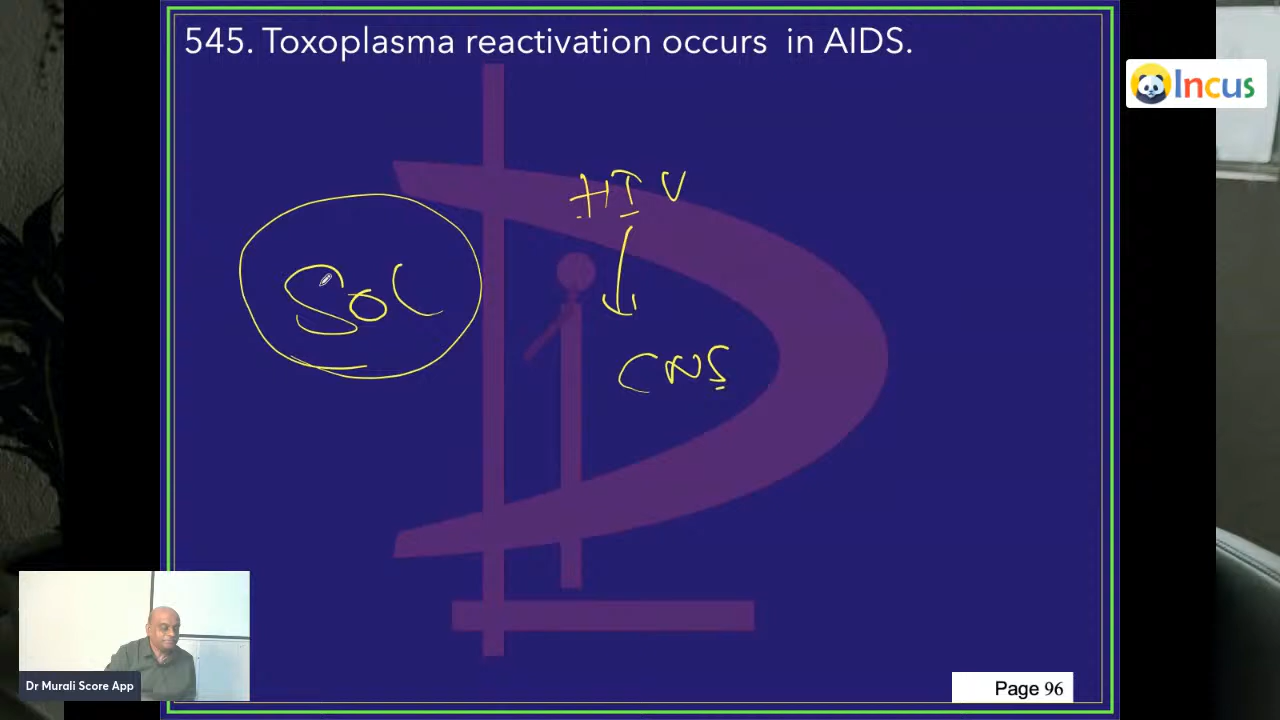 545. Toxoplasma reactivation occurs in AIDS.
Incus
HIV
SOL
CNS
Dr Murali Score App
Page 96